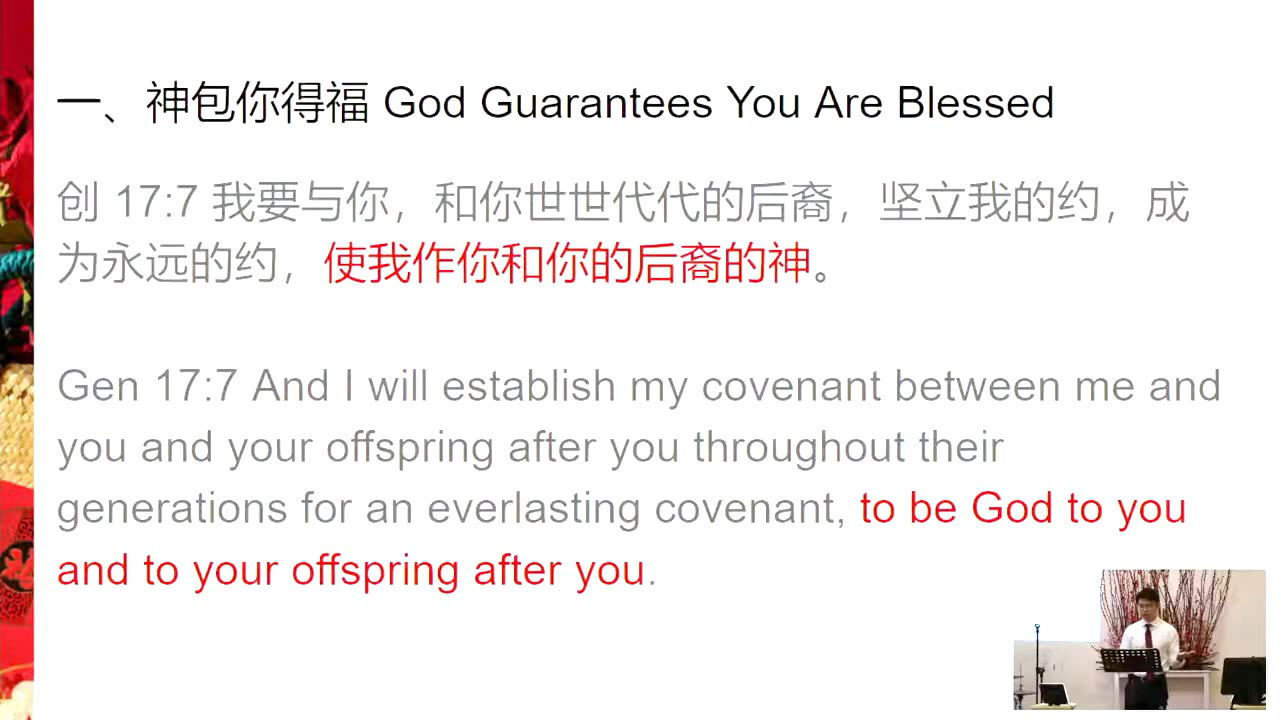 一、神包你得福 God Guarantees You Are Blessed
创 17:7 我要与你，和你世世代代的后裔，坚立我的约，成
为永远的约，使我作你和你的后裔的神。
Gen 17:7 And I will establish my covenant between me and
you and your offspring after you throughout their
generations for an everlasting covenant, to be God to you
and to your offspring after you.